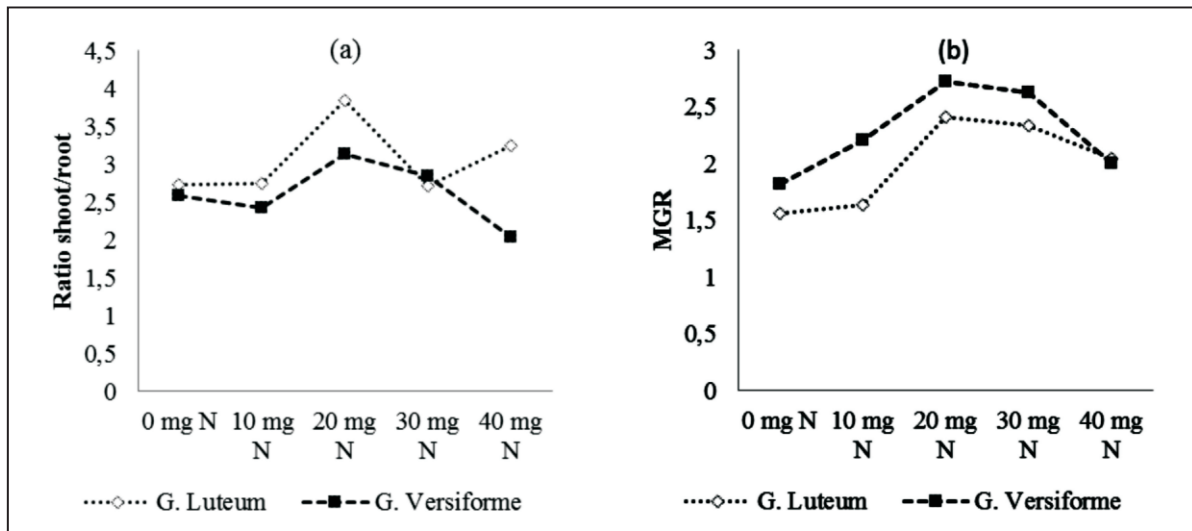 (a)
Ratio shoot/root
4,5
4
3,5
3
2,5
2
1,5
1
0,5
0
0 mg N
10 mg N
20 mg N
30 mg N
40 mg N
G. Luteum
G. Versiforme
(b)
MGR
3
2,5
2
1,5
1
0,5
0
0 mg N
10 mg N
20 mg N
30 mg N
40 mg N
G. Luteum
G. Versiforme